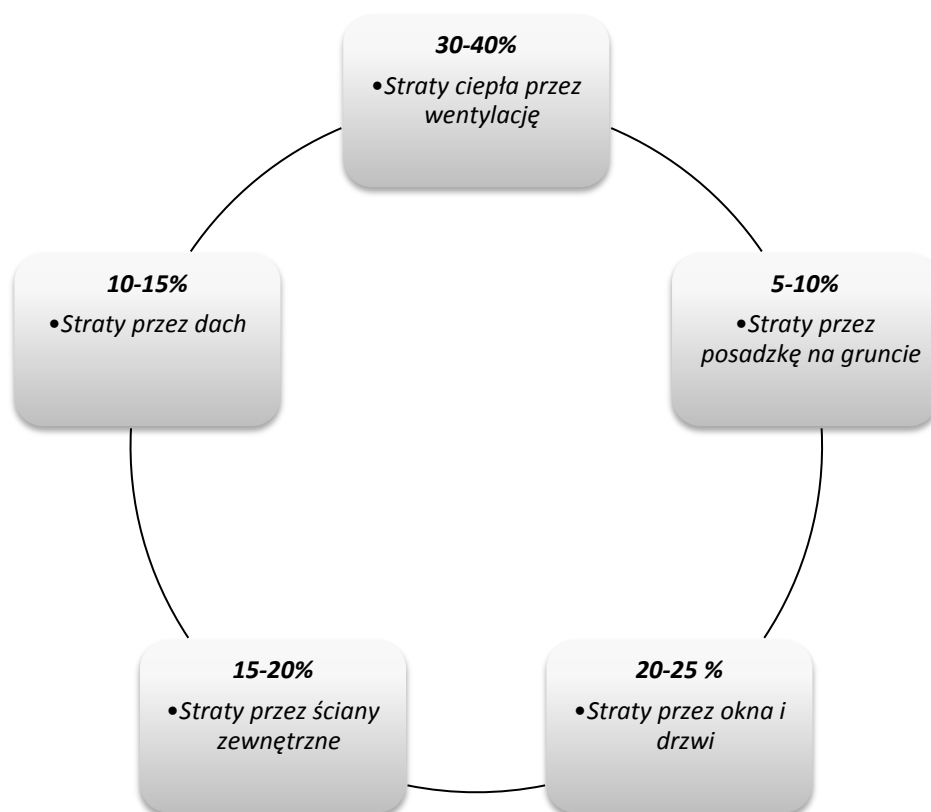 30-40%
•Straty ciepła przez
wentylację
5-10%
•Straty przez
posadzkę na gruncie
20-25 %
•Straty przez okna i
drzwi
15-20%
•Straty przez ściany
zewnętrzne
10-15%
•Straty przez dach